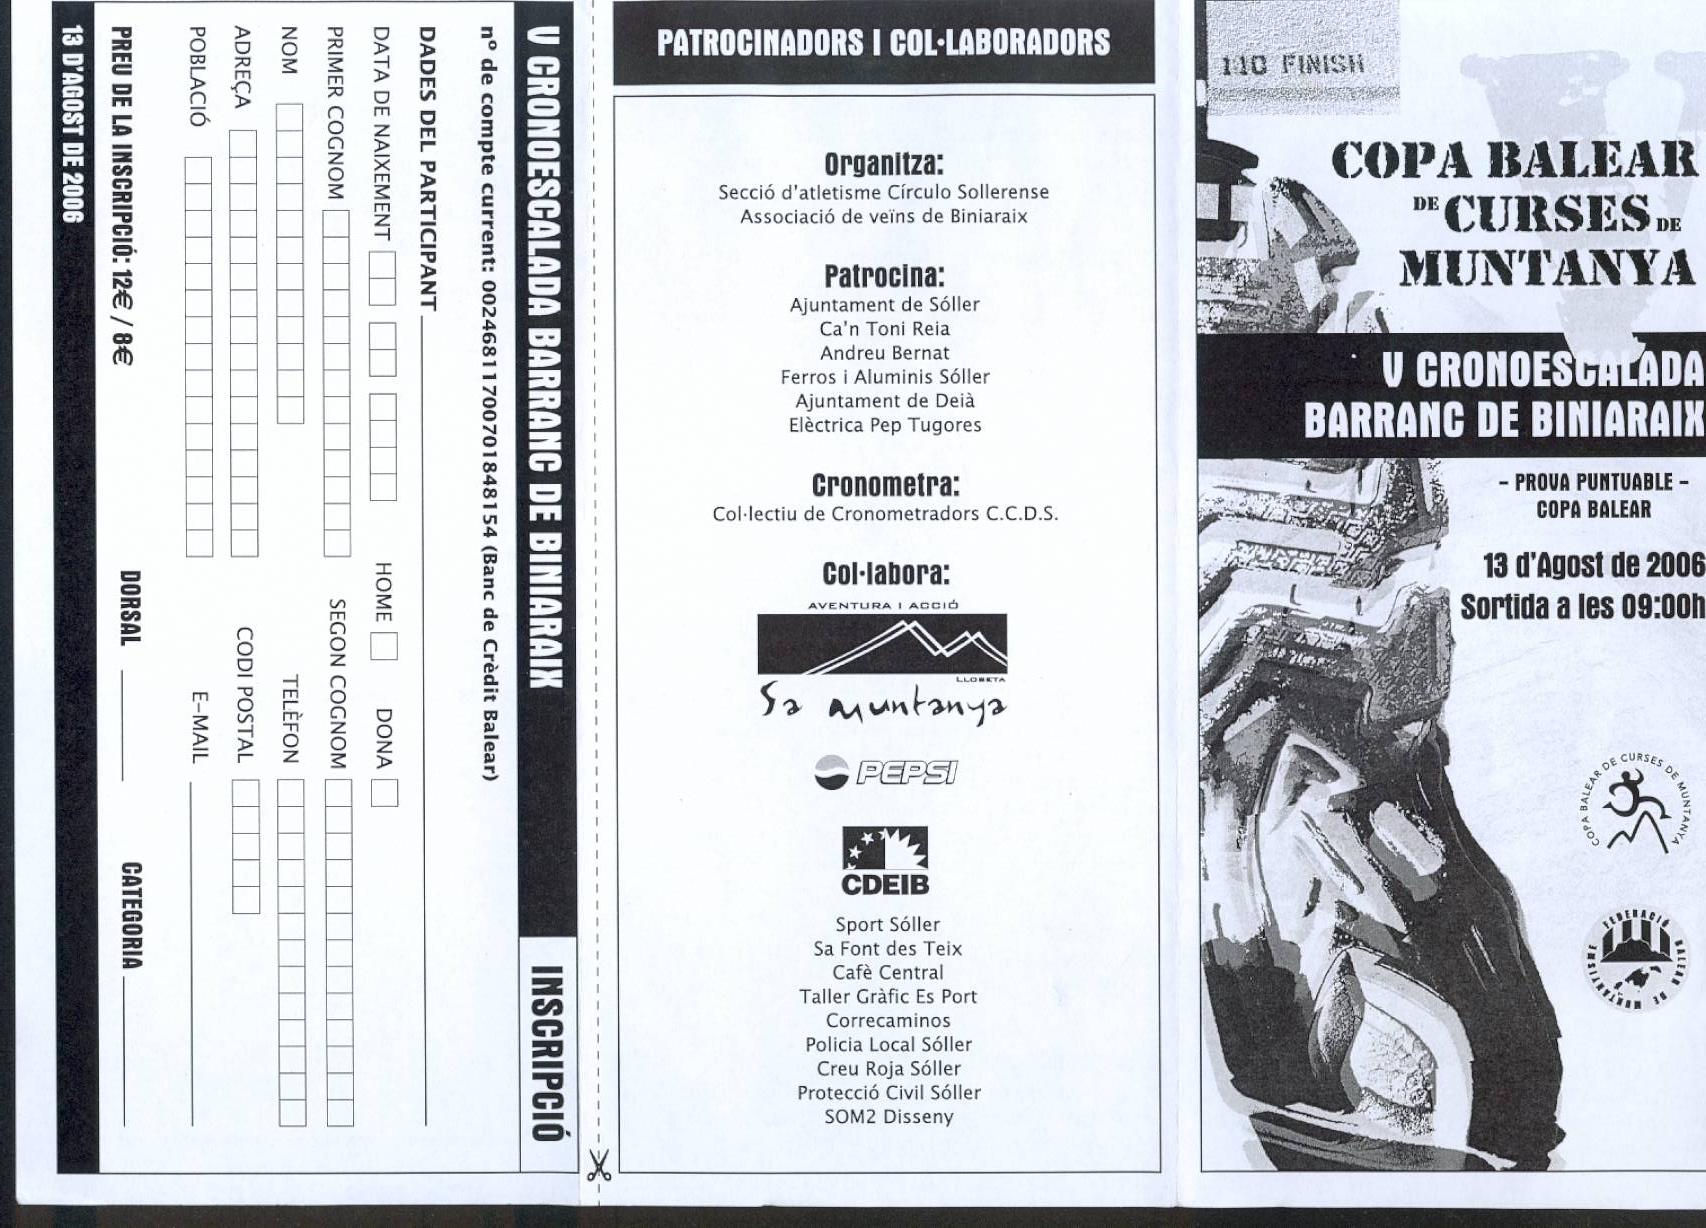 V CRONOESCALADA BARRANC DE BINIARAIX
INSCRIPCIÓ
nº de compte current: 00246811700701848154 (Banc de Crèdit Balear)
DADES DEL PARTICIPANT
DATA DE NAIXEMENT HOME DONA
PRIMER COGNOM SEGON COGNOM
NOM TELÈFON
ADREÇA CODI POSTAL
POBLACIÓ E-MAIL
PREU DE LA INSCRIPCIÓ: 12€ / 8€ DORSAL CATEGORIA
13 D'AGOST DE 2006
PATROCINADORS I COL·LABORADORS
Organitza:
Secció d'atletisme Círculo Sollerense
Associació de veïns de Biniaraix
Patrocina:
Ajuntament de Sóller
Ca'n Toni Reia
Andreu Bernat
Ferros i Aluminis Sóller
Ajuntament de Deià
Elèctrica Pep Tugores
Cronometra:
Col·lectiu de Cronometradors C.C.D.S.
Col·labora:
AVENTURA I ACCIÓ
LLOSETA
Sa Muntanya
PEPSI
CDEIB
Sport Sóller
Sa Font des Teix
Cafè Central
Taller Gràfic Es Port
Correcaminos
Policia Local Sóller
Creu Roja Sóller
Protecció Civil Sóller
SOM2 Disseny
110 FINISH
COPA BALEAR
DE CURSES DE
MUNTANYA
V CRONOESCALADA
BARRANC DE BINIARAIX
- PROVA PUNTUABLE -
COPA BALEAR
13 d'Agost de 2006
Sortida a les 09:00h
COPA BALEAR DE CURSES DE MUNTANYA
FEDERACIÓ BALEAR DE MUNTANYISME